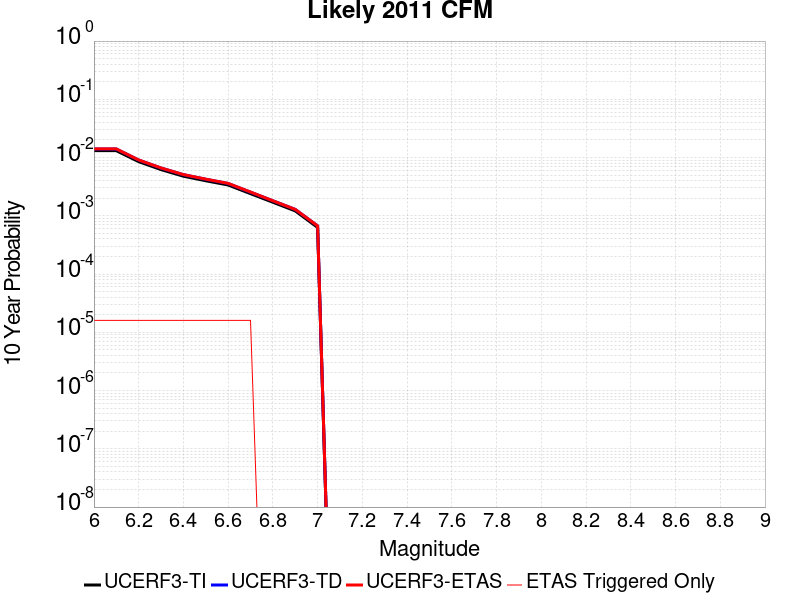 Likely 2011 CFM
10^0
10^-1
10^-2
10^-3
10^-4
10^-5
10^-6
10^-7
10^-8
10 Year Probability
6 6.2 6.4 6.6 6.8 7 7.2 7.4 7.6 7.8 8 8.2 8.4 8.6 8.8 9
Magnitude
UCERF3-TI UCERF3-TD UCERF3-ETAS ETAS Triggered Only